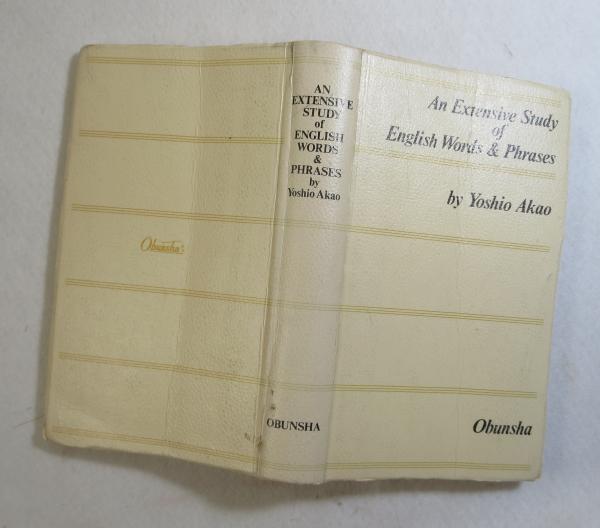 Obunsha's
AN
EXTENSIVE
STUDY
of
ENGLISH
WORDS
&
PHRASES
by
Yoshio Akao
OBUNSHA
An Extensive Study
of
English Words & Phrases
by Yoshio Akao
Obunsha